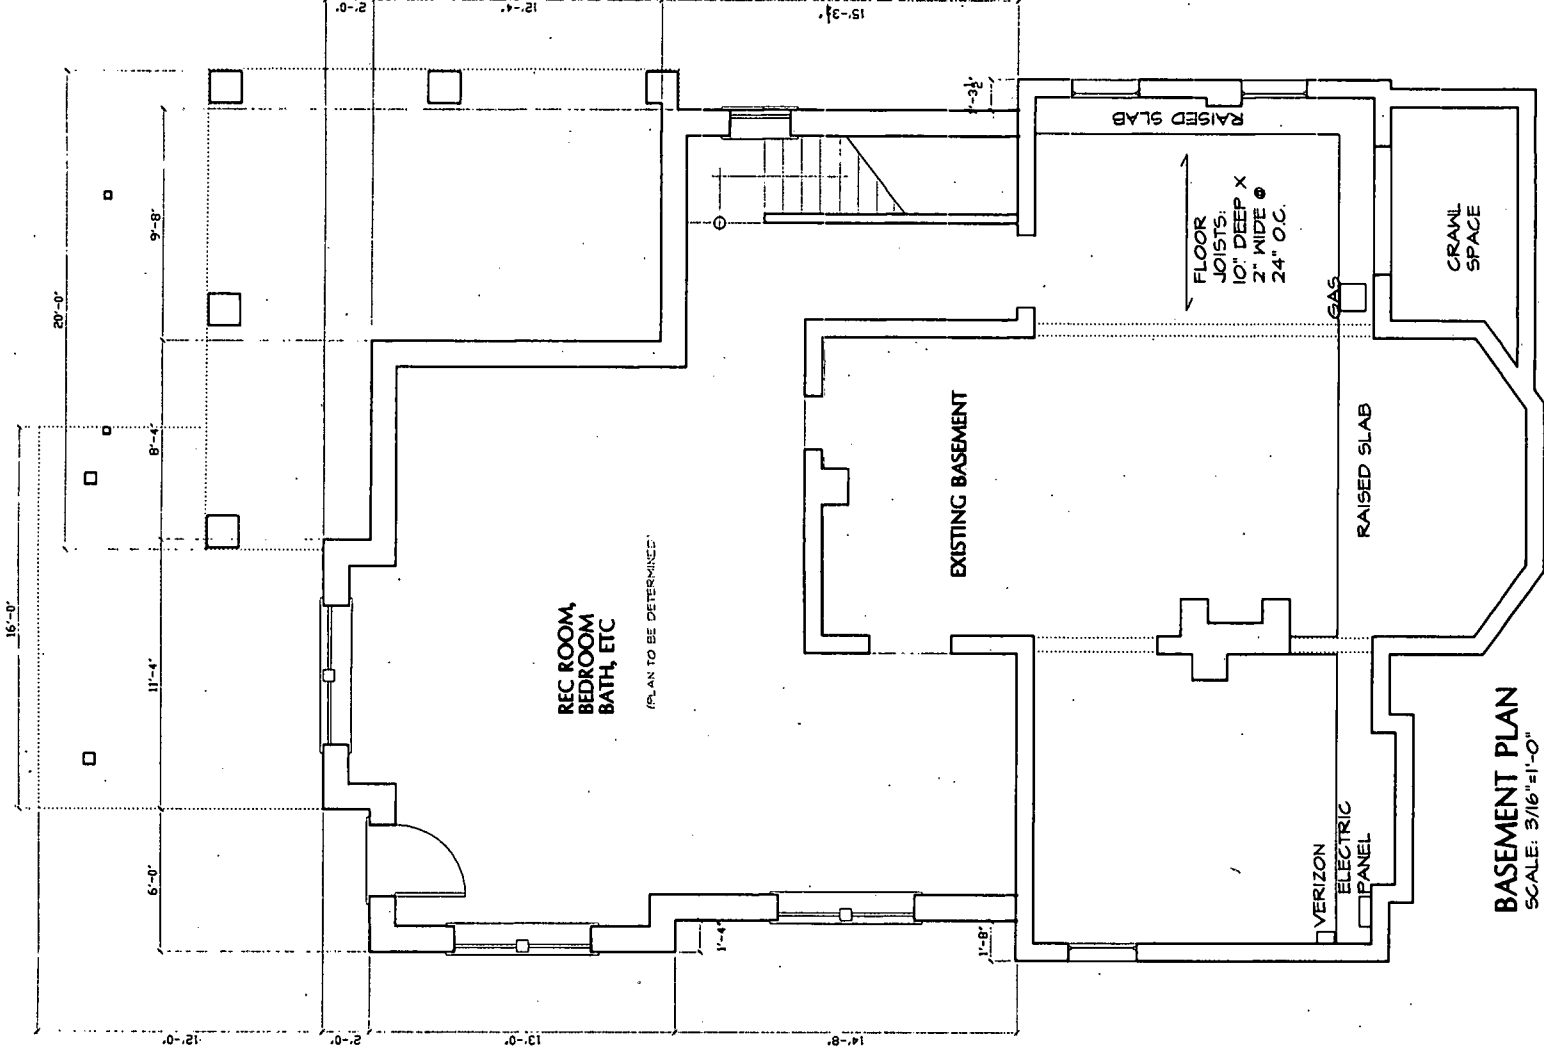 2'-0"
12'-4"
15'-3½"
20'-0"
9'-8"
8'-4"
16'-0"
11'-4"
6'-0"
1'-3½"
RAISED SLAB
FLOOR
JOISTS:
10" DEEP X
2" WIDE @
24" O.C.
GAS
CRAWL
SPACE
EXISTING BASEMENT
RAISED SLAB
REC ROOM,
BEDROOM
BATH, ETC
(PLAN TO BE DETERMINED)
VERIZON
ELECTRIC
PANEL
1'-4"
1'-8"
12'-0"
2'-0"
13'-0"
14'-8"
BASEMENT PLAN
SCALE: 3/16"=1'-0"